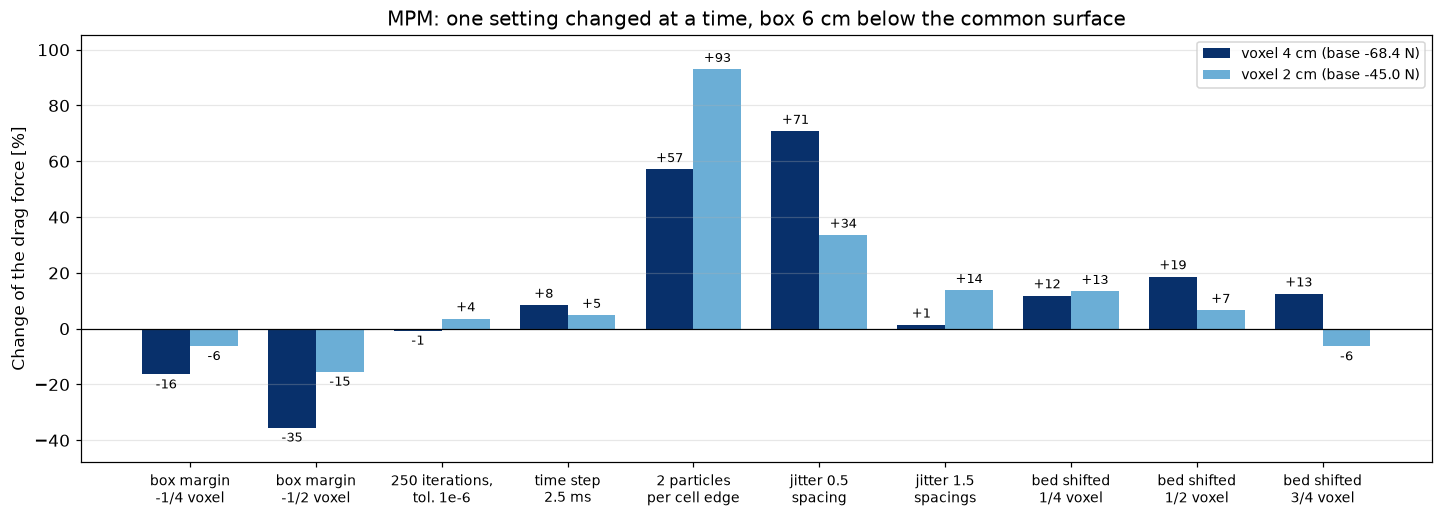 MPM: one setting changed at a time, box 6 cm below the common surface
Change of the drag force [%]
100
80
60
40
20
0
−20
−40
voxel 4 cm (base -68.4 N)
voxel 2 cm (base -45.0 N)
-16
-6
-35
-15
-1
+4
+8
+5
+57
+93
+71
+34
+1
+14
+12
+13
+19
+7
+13
-6
box margin
-1/4 voxel
box margin
-1/2 voxel
250 iterations,
tol. 1e-6
time step
2.5 ms
2 particles
per cell edge
jitter 0.5
spacing
jitter 1.5
spacings
bed shifted
1/4 voxel
bed shifted
1/2 voxel
bed shifted
3/4 voxel